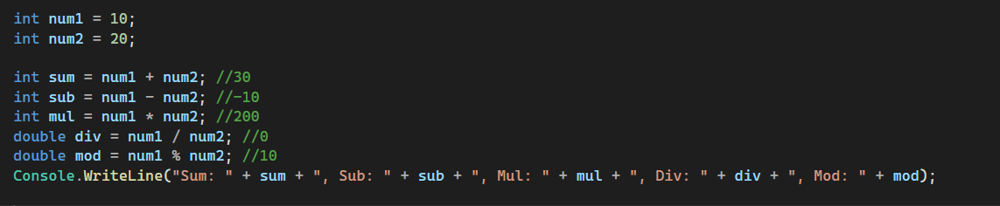 int num1 = 10;
int num2 = 20;
int sum = num1 + num2; //30
int sub = num1 - num2; //-10
int mul = num1 * num2; //200
double div = num1 / num2; //0
double mod = num1 % num2; //10
Console.WriteLine("Sum: " + sum + ", Sub: " + sub + ", Mul: " + mul + ", Div: " + div + ", Mod: " + mod);